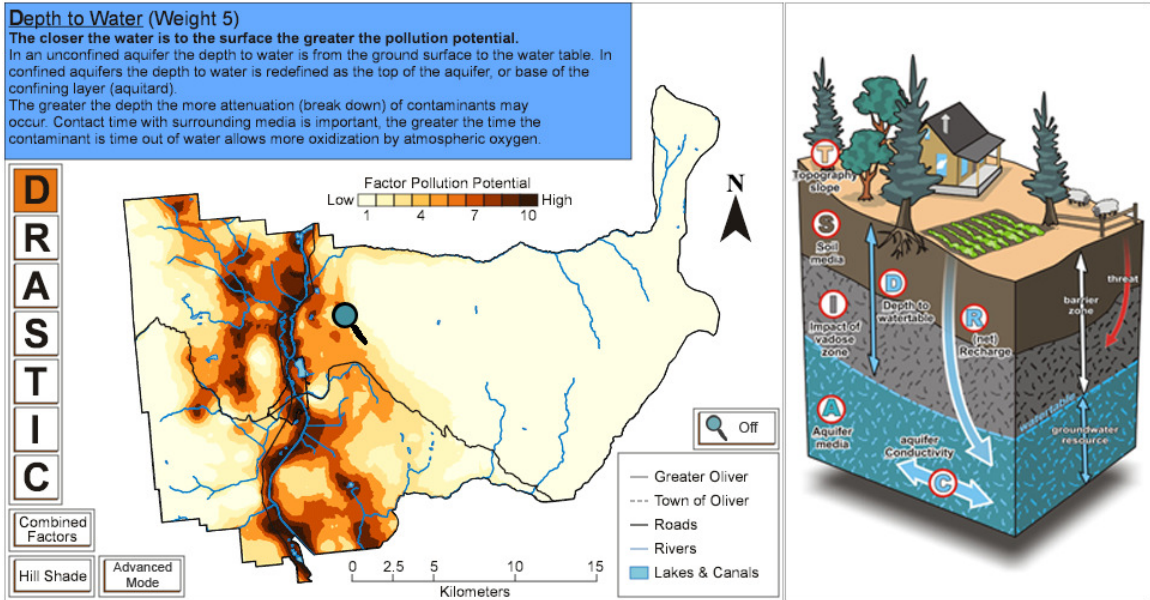 Depth to Water (Weight 5)
The closer the water is to the surface the greater the pollution potential.
In an unconfined aquifer the depth to water is from the ground surface to the water table. In
confined aquifers the depth to water is redefined as the top of the aquifer, or base of the
confining layer (aquitard).
The greater the depth the more attenuation (break down) of contaminants may
occur. Contact time with surrounding media is important, the greater the time the
contaminant is time out of water allows more oxidization by atmospheric oxygen.
D
R
A
S
T
I
C
Combined
Factors
Hill Shade
Advanced
Mode
Factor Pollution Potential
Low
High
1 4 7 10
N
Off
Greater Oliver
Town of Oliver
Roads
Rivers
Lakes & Canals
0 2.5 5 10 15
Kilometers
T
Topography
slope
S
Soil
media
I
Impact of
vadose
zone
D
Depth to
watertable
R
(net)
Recharge
barrier
zone
threat
A
Aquifer
media
aquifer
Conductivity
C
watertable
groundwater
resource